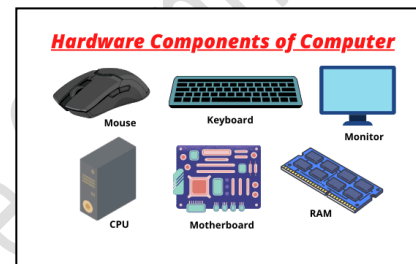 Hardware Components of Computer
Mouse
Keyboard
Monitor
CPU
Motherboard
RAM